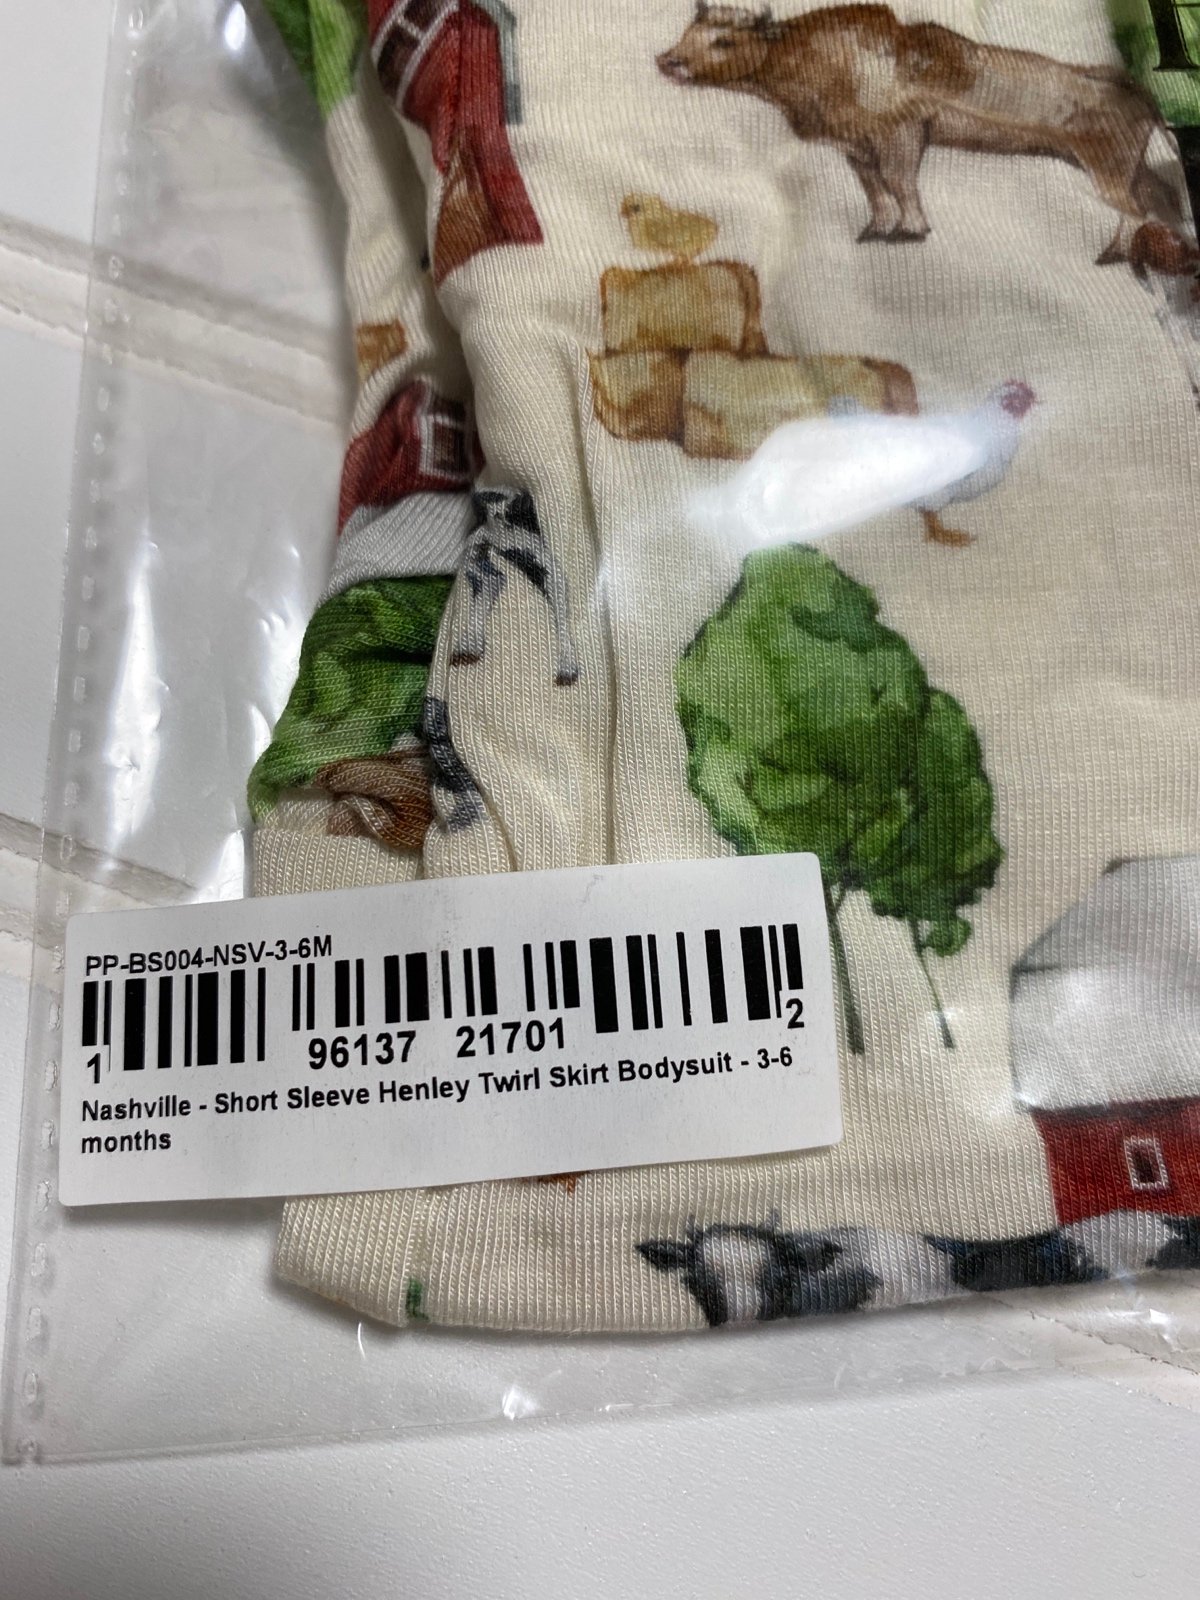 PP-BS004-NSV-3-6M
1 96137 21701 2
Nashville - Short Sleeve Henley Twirl Skirt Bodysuit - 3-6
months